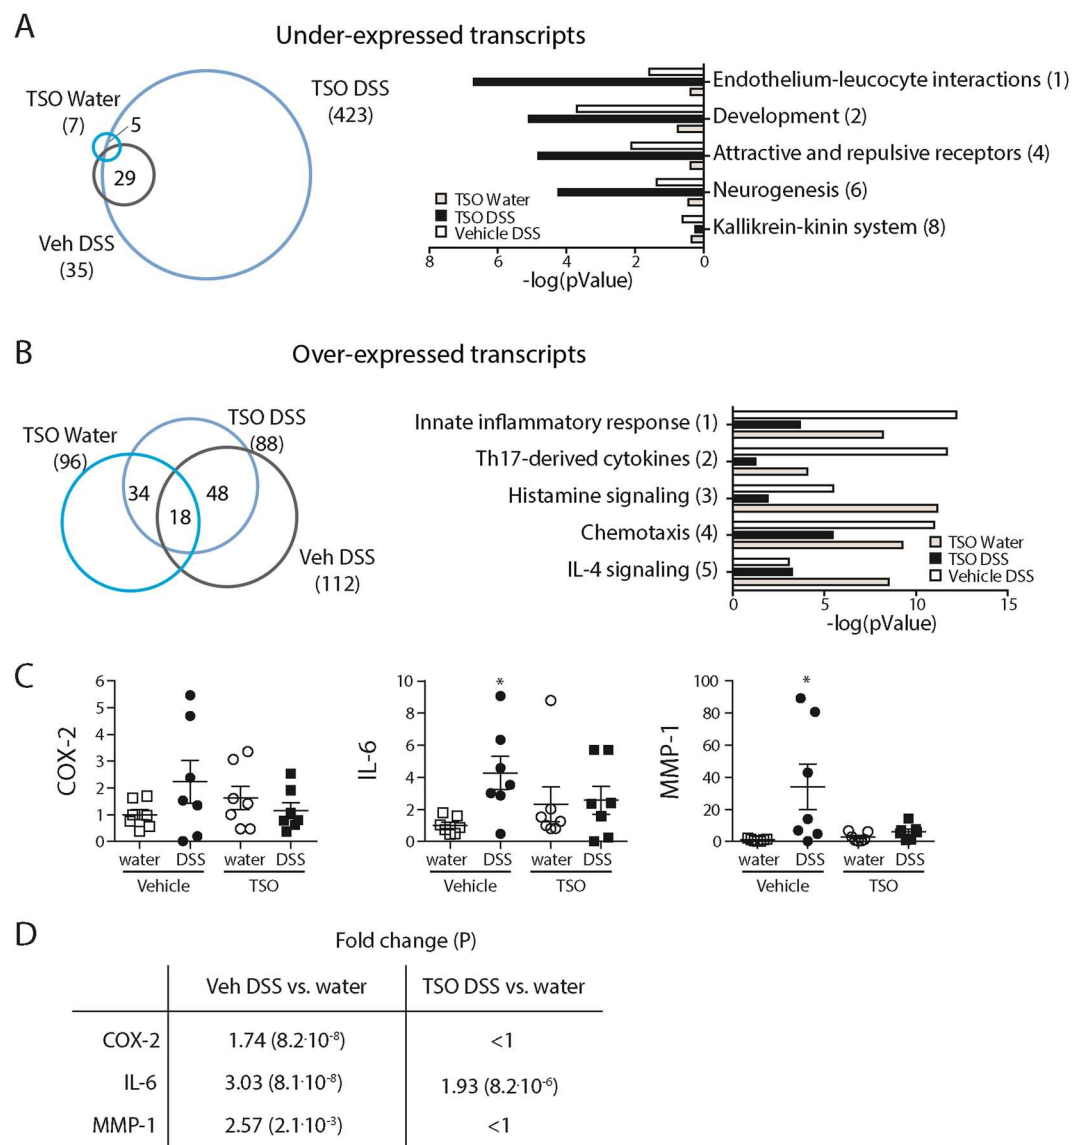 A
Under-expressed transcripts
TSO Water
(7)
5
TSO DSS
(423)
29
Veh DSS
(35)
Endothelium-leucocyte interactions (1)
Development (2)
Attractive and repulsive receptors (4)
Neurogenesis (6)
Kallikrein-kinin system (8)
TSO Water
TSO DSS
Vehicle DSS
8 6 4 2 0
-log(pValue)
B
Over-expressed transcripts
TSO Water
(96)
TSO DSS
(88)
34
48
18
Veh DSS
(112)
Innate inflammatory response (1)
Th17-derived cytokines (2)
Histamine signaling (3)
Chemotaxis (4)
IL-4 signaling (5)
TSO Water
TSO DSS
Vehicle DSS
0 5 10 15
-log(pValue)
C
COX-2
6
5
4
3
2
1
0
water DSS water DSS
Vehicle TSO
IL-6
10
8
6
4
2
0
*
water DSS water DSS
Vehicle TSO
MMP-1
100
80
60
40
20
0
*
water DSS water DSS
Vehicle TSO
D
Fold change (P)
Veh DSS vs. water TSO DSS vs. water
COX-2 1.74 (8.2·10⁻⁸) <1
IL-6 3.03 (8.1·10⁻⁸) 1.93 (8.2·10⁻⁶)
MMP-1 2.57 (2.1·10⁻³) <1